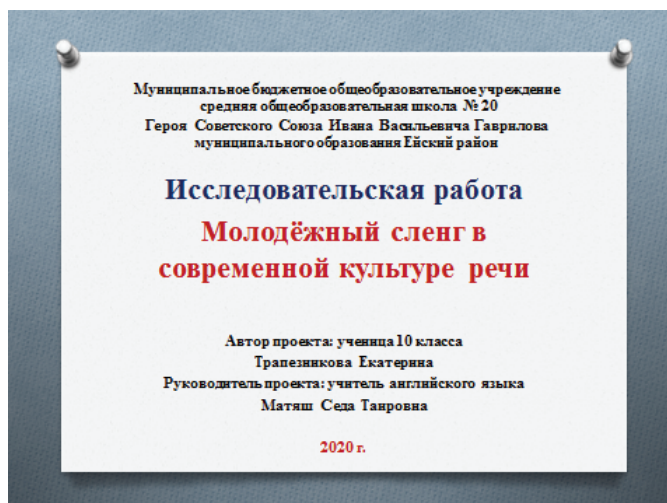 Муниципальное бюджетное общеобразовательное учреждение
средняя общеобразовательная школа № 20
Героя Советского Союза Ивана Васильевича Гаврилова
муниципального образования Ейский район
Исследовательская работа
Молодёжный сленг в
современной культуре речи
Автор проекта: ученица 10 класса
Трапезникова Екатерина
Руководитель проекта: учитель английского языка
Матяш Седа Таировна
2020 г.